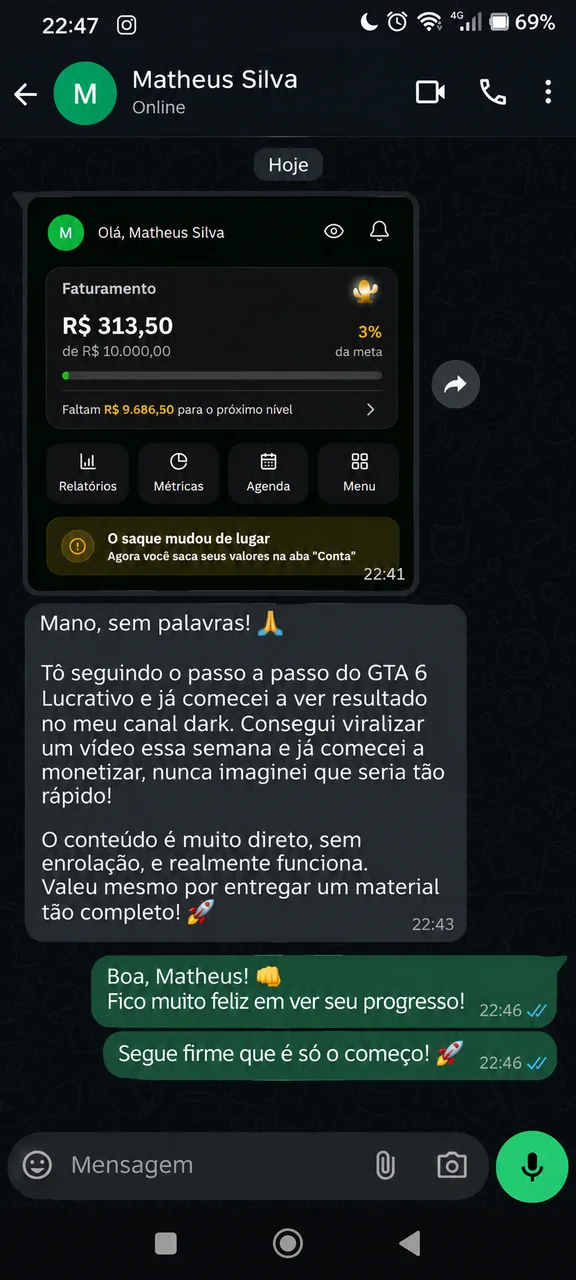 22:47
4G
69%
M
Matheus Silva
Online
Hoje
M
Olá, Matheus Silva
Faturamento
R$ 313,50
3%
de R$ 10.000,00
da meta
Faltam R$ 9.686,50 para o próximo nível
Relatórios
Métricas
Agenda
Menu
O saque mudou de lugar
Agora você saca seus valores na aba "Conta"
22:41
Mano, sem palavras! 🙏
Tô seguindo o passo a passo do GTA 6
Lucrativo e já comecei a ver resultado
no meu canal dark. Consegui viralizar
um vídeo essa semana e já comecei a
monetizar, nunca imaginei que seria tão
rápido!
O conteúdo é muito direto, sem
enrolação, e realmente funciona.
Valeu mesmo por entregar um material
tão completo! 🚀
22:43
Boa, Matheus! 👊
Fico muito feliz em ver seu progresso!
22:46
Segue firme que é só o começo! 🚀
22:46
Mensagem